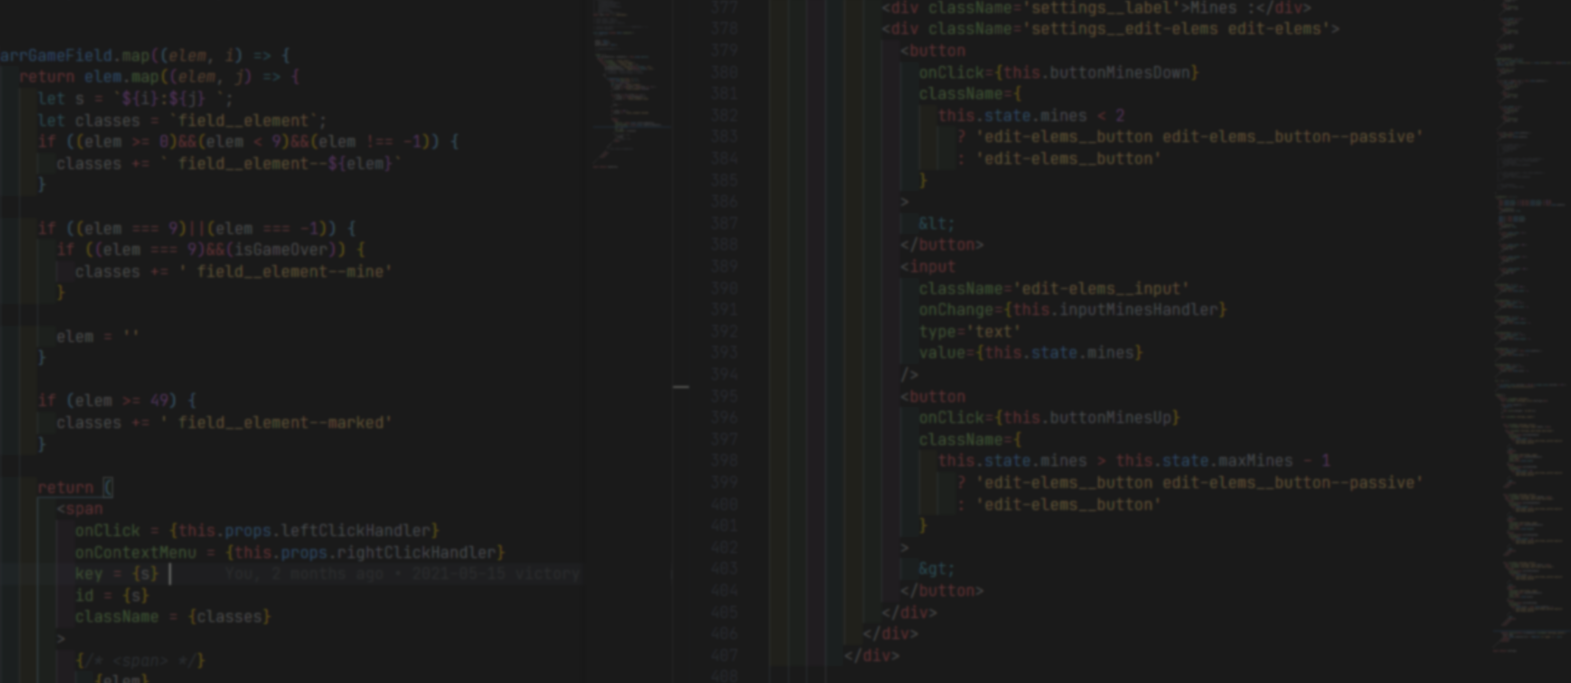 arrGameField.map((elem, i) => {
return elem.map((elem, j) => {
let s = `${i}:${j} `;
let classes = `field__element`;
if ((elem >= 0)&&(elem < 9)&&(elem !== -1)) {
classes += ` field__element--${elem}`
}
if ((elem === 9)||(elem === -1)) {
if ((elem === 9)&&(isGameOver)) {
classes += ' field__element--mine'
}
elem = ''
}
if (elem >= 49) {
classes += ' field__element--marked'
}
return (
<span
onClick = {this.props.leftClickHandler}
onContextMenu = {this.props.rightClickHandler}
key = {s} You, 2 months ago • 2021-05-15 victory
id = {s}
className = {classes}
>
{/* <span> */}
{elem}
377 <div className='settings__label'>Mines :</div>
378 <div className='settings__edit-elems edit-elems'>
379 <button
380 onClick={this.buttonMinesDown}
381 className={
382 this.state.mines < 2
383 ? 'edit-elems__button edit-elems__button--passive'
384 : 'edit-elems__button'
385 }
386 >
387 &lt;
388 </button>
389 <input
390 className='edit-elems__input'
391 onChange={this.inputMinesHandler}
392 type='text'
393 value={this.state.mines}
394 />
395 <button
396 onClick={this.buttonMinesUp}
397 className={
398 this.state.mines > this.state.maxMines - 1
399 ? 'edit-elems__button edit-elems__button--passive'
400 : 'edit-elems__button'
401 }
402 >
403 &gt;
404 </button>
405 </div>
406 </div>
407 </div>
408